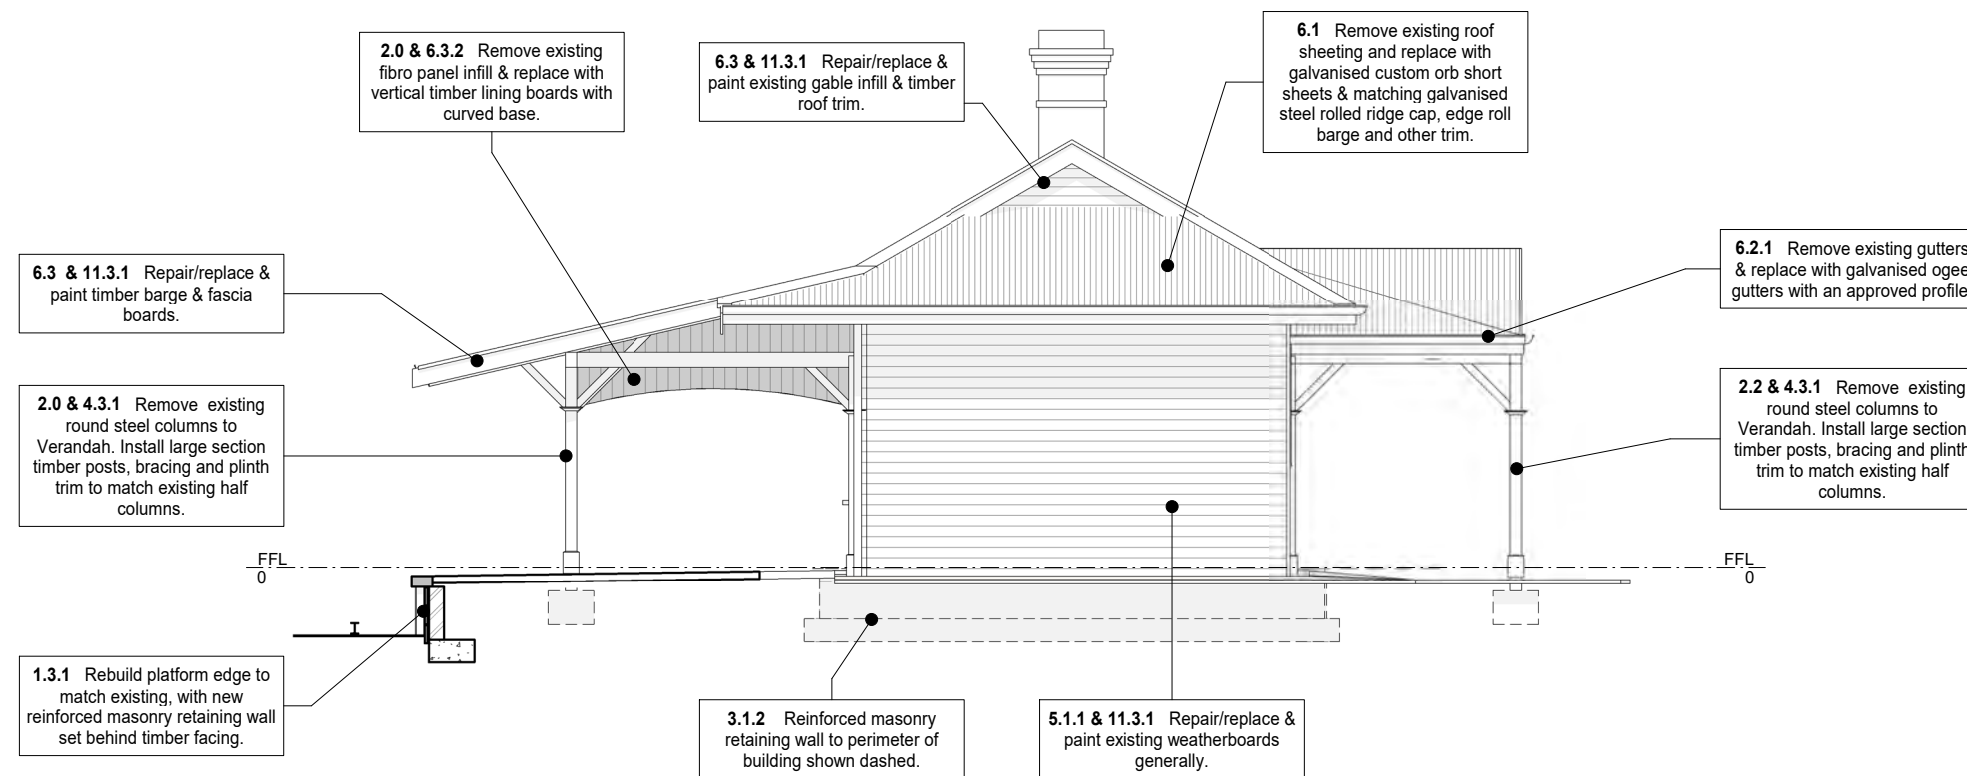 2.0 & 6.3.2 Remove existing
fibro panel infill & replace with
vertical timber lining boards with
curved base.
6.3 & 11.3.1 Repair/replace &
paint existing gable infill & timber
roof trim.
6.1 Remove existing roof
sheeting and replace with
galvanised custom orb short
sheets & matching galvanised
steel rolled ridge cap, edge roll
barge and other trim.
6.3 & 11.3.1 Repair/replace &
paint timber barge & fascia
boards.
6.2.1 Remove existing gutters
& replace with galvanised ogee
gutters with an approved profile
2.0 & 4.3.1 Remove existing
round steel columns to
Verandah. Install large section
timber posts, bracing and plinth
trim to match existing half
columns.
2.2 & 4.3.1 Remove existing
round steel columns to
Verandah. Install large section
timber posts, bracing and plinth
trim to match existing half
columns.
FFL
0
FFL
0
1.3.1 Rebuild platform edge to
match existing, with new
reinforced masonry retaining wall
set behind timber facing.
3.1.2 Reinforced masonry
retaining wall to perimeter of
building shown dashed.
5.1.1 & 11.3.1 Repair/replace &
paint existing weatherboards
generally.